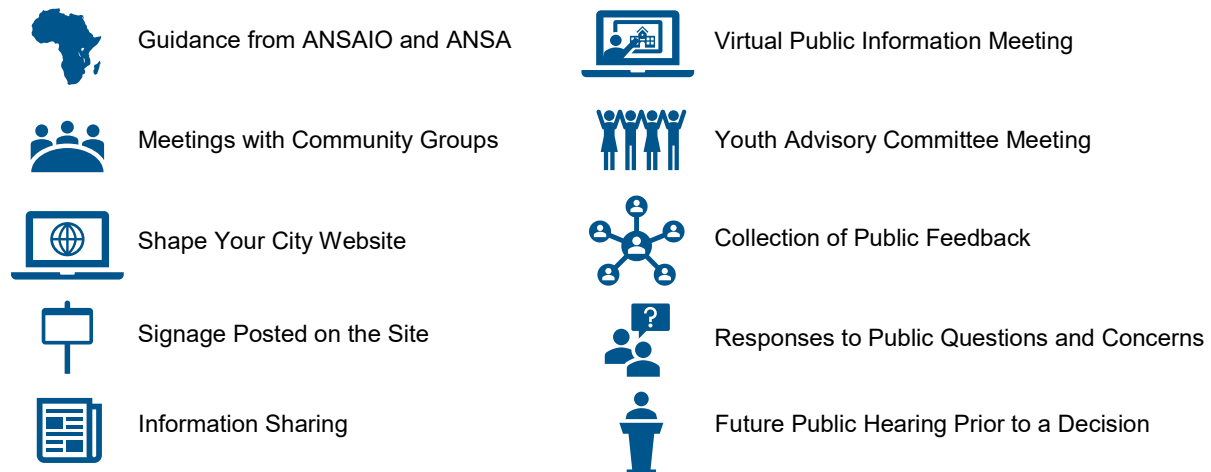 Guidance from ANSAIO and ANSA
Meetings with Community Groups
Shape Your City Website
Signage Posted on the Site
Information Sharing
Virtual Public Information Meeting
Youth Advisory Committee Meeting
Collection of Public Feedback
?
Responses to Public Questions and Concerns
Future Public Hearing Prior to a Decision